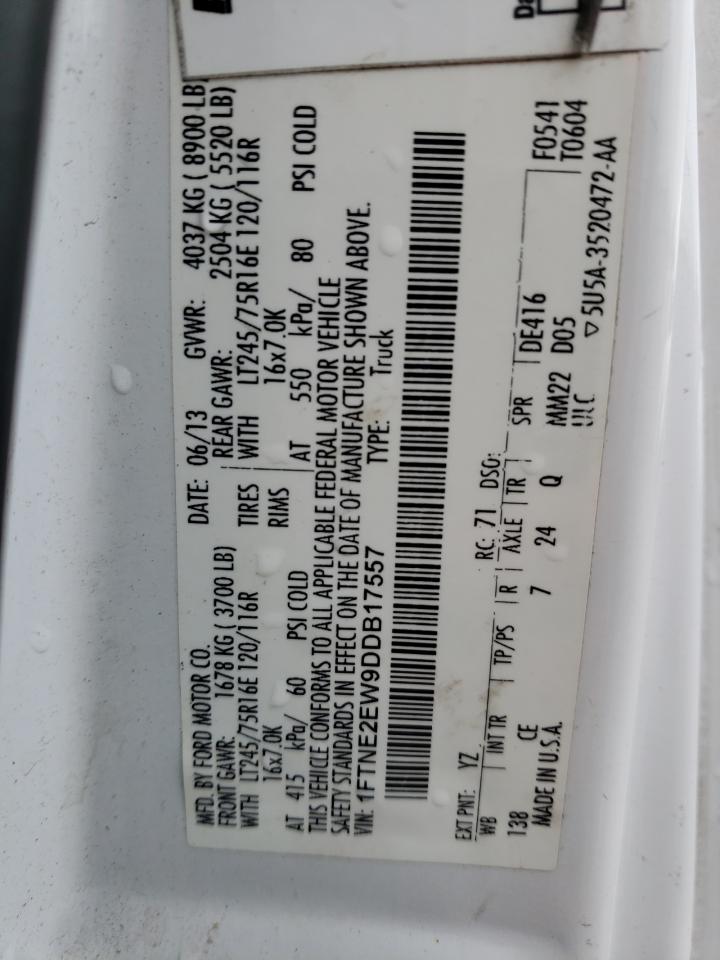 MFD. BY FORD MOTOR CO.
DATE: 06/13 GVWR: 4037 KG ( 8900 LB)
FRONT GAWR: 1678 KG ( 3700 LB)
REAR GAWR: 2504 KG ( 5520 LB)
WITH LT245/75R16E 120/116R
TIRES WITH LT245/75R16E 120/116R
16x7.0K RIMS 16x7.0K
AT 415 kPa/ 60 PSI COLD AT 550 kPa/ 80 PSI COLD
THIS VEHICLE CONFORMS TO ALL APPLICABLE FEDERAL MOTOR VEHICLE
SAFETY STANDARDS IN EFFECT ON THE DATE OF MANUFACTURE SHOWN ABOVE.
VIN: 1FTNE2EW9DDB17557 TYPE: Truck
EXT PNT: YZ RC: 71 DSO: F0541
WB INT TR TP/PS R AXLE TR SPR DE416 T0604
138 CE 7 24 Q MM22 D05
MADE IN U.S.A. ▽5U5A-3520472-AA